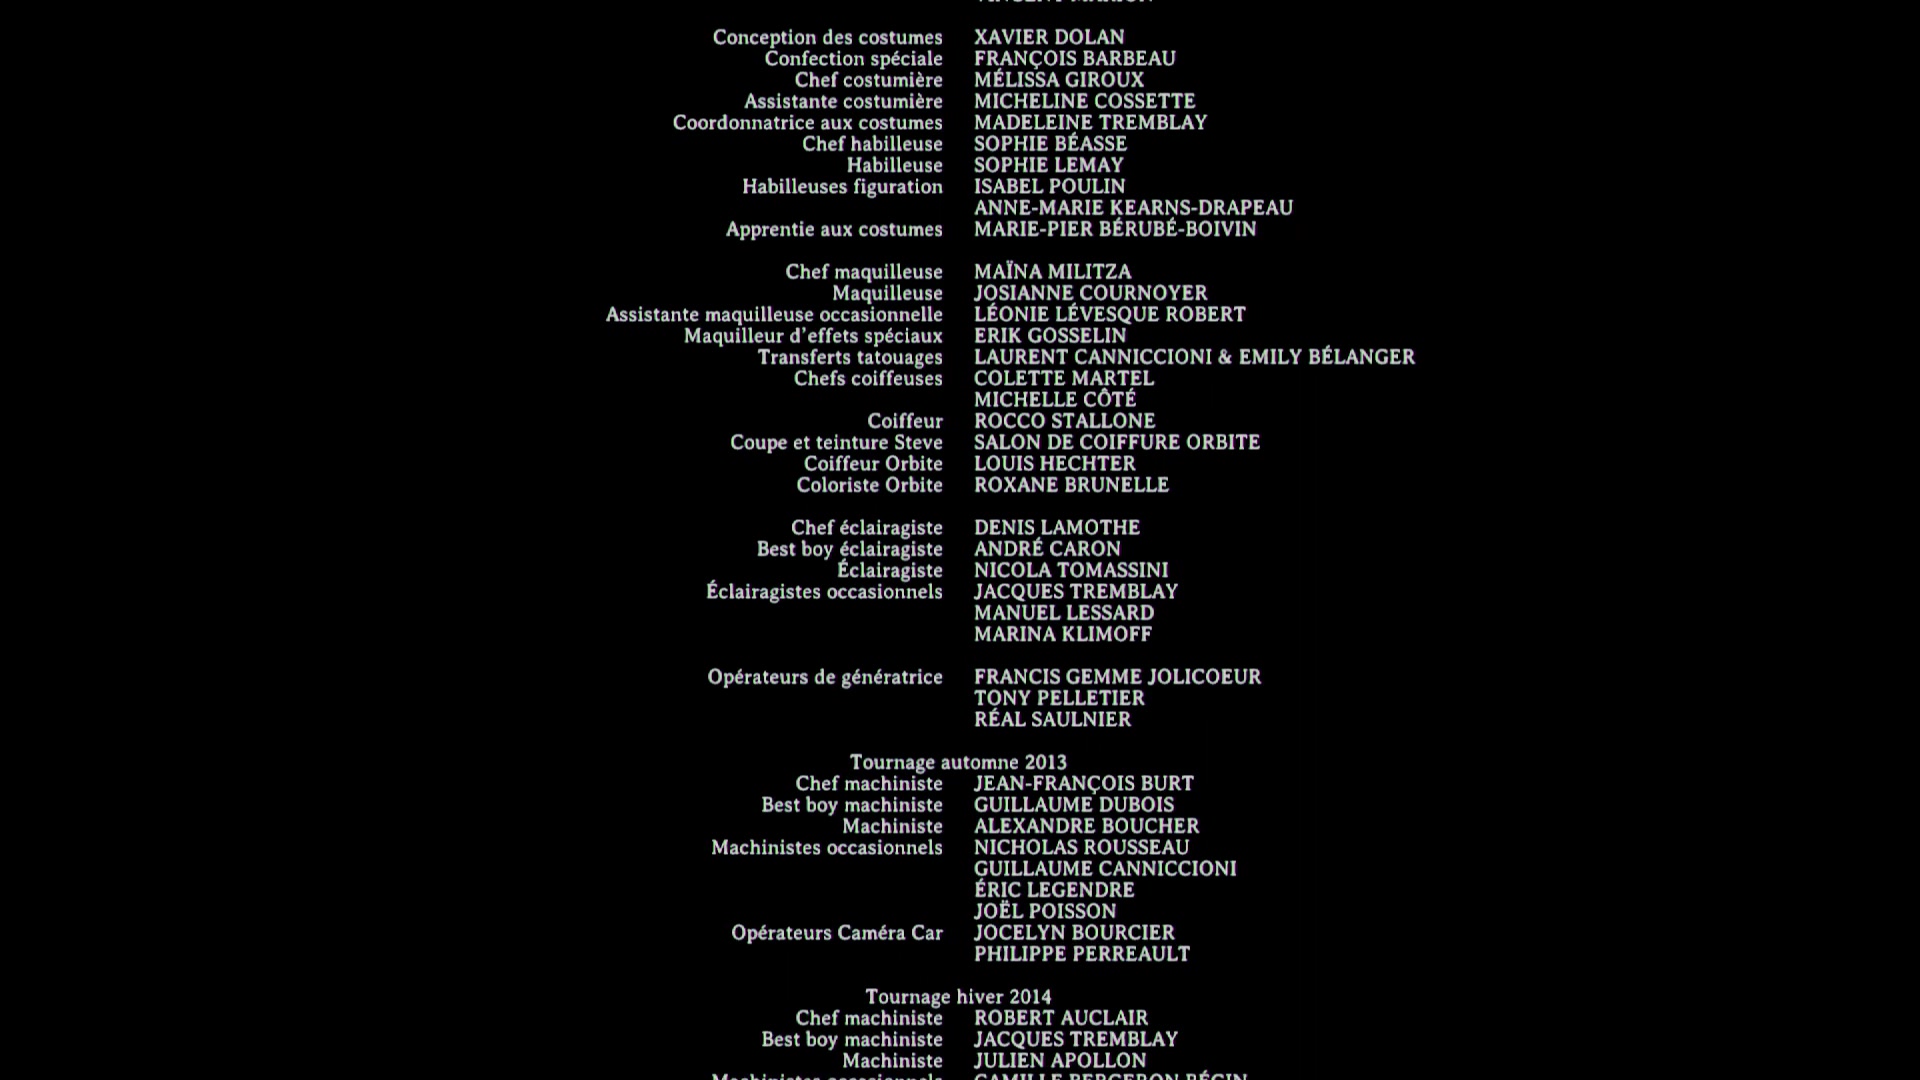 Conception des costumes XAVIER DOLAN
Confection spéciale FRANÇOIS BARBEAU
Chef costumière MÉLISSA GIROUX
Assistante costumière MICHELINE COSSETTE
Coordonnatrice aux costumes MADELEINE TREMBLAY
Chef habilleuse SOPHIE BÉASSE
Habilleuse SOPHIE LEMAY
Habilleuses figuration ISABEL POULIN
ANNE-MARIE KEARNS-DRAPEAU
Apprentie aux costumes MARIE-PIER BÉRUBÉ-BOIVIN
Chef maquilleuse MAÏNA MILITZA
Maquilleuse JOSIANNE COURNOYER
Assistante maquilleuse occasionnelle LÉONIE LÉVESQUE ROBERT
Maquilleur d'effets spéciaux ERIK GOSSELIN
Transferts tatouages LAURENT CANNICCIONI & EMILY BÉLANGER
Chefs coiffeuses COLETTE MARTEL
MICHELLE CÔTÉ
Coiffeur ROCCO STALLONE
Coupe et teinture Steve SALON DE COIFFURE ORBITE
Coiffeur Orbite LOUIS HECHTER
Coloriste Orbite ROXANE BRUNELLE
Chef éclairagiste DENIS LAMOTHE
Best boy éclairagiste ANDRÉ CARON
Éclairagiste NICOLA TOMASSINI
Éclairagistes occasionnels JACQUES TREMBLAY
MANUEL LESSARD
MARINA KLIMOFF
Opérateurs de génératrice FRANCIS GEMME JOLICOEUR
TONY PELLETIER
RÉAL SAULNIER
Tournage automne 2013
Chef machiniste JEAN-FRANÇOIS BURT
Best boy machiniste GUILLAUME DUBOIS
Machiniste ALEXANDRE BOUCHER
Machinistes occasionnels NICHOLAS ROUSSEAU
GUILLAUME CANNICCIONI
ÉRIC LEGENDRE
JOËL POISSON
Opérateurs Caméra Car JOCELYN BOURCIER
PHILIPPE PERREAULT
Tournage hiver 2014
Chef machiniste ROBERT AUCLAIR
Best boy machiniste JACQUES TREMBLAY
Machiniste JULIEN APOLLON
Machinistes occasionnels CAMILLE BERGERON BÉGIN